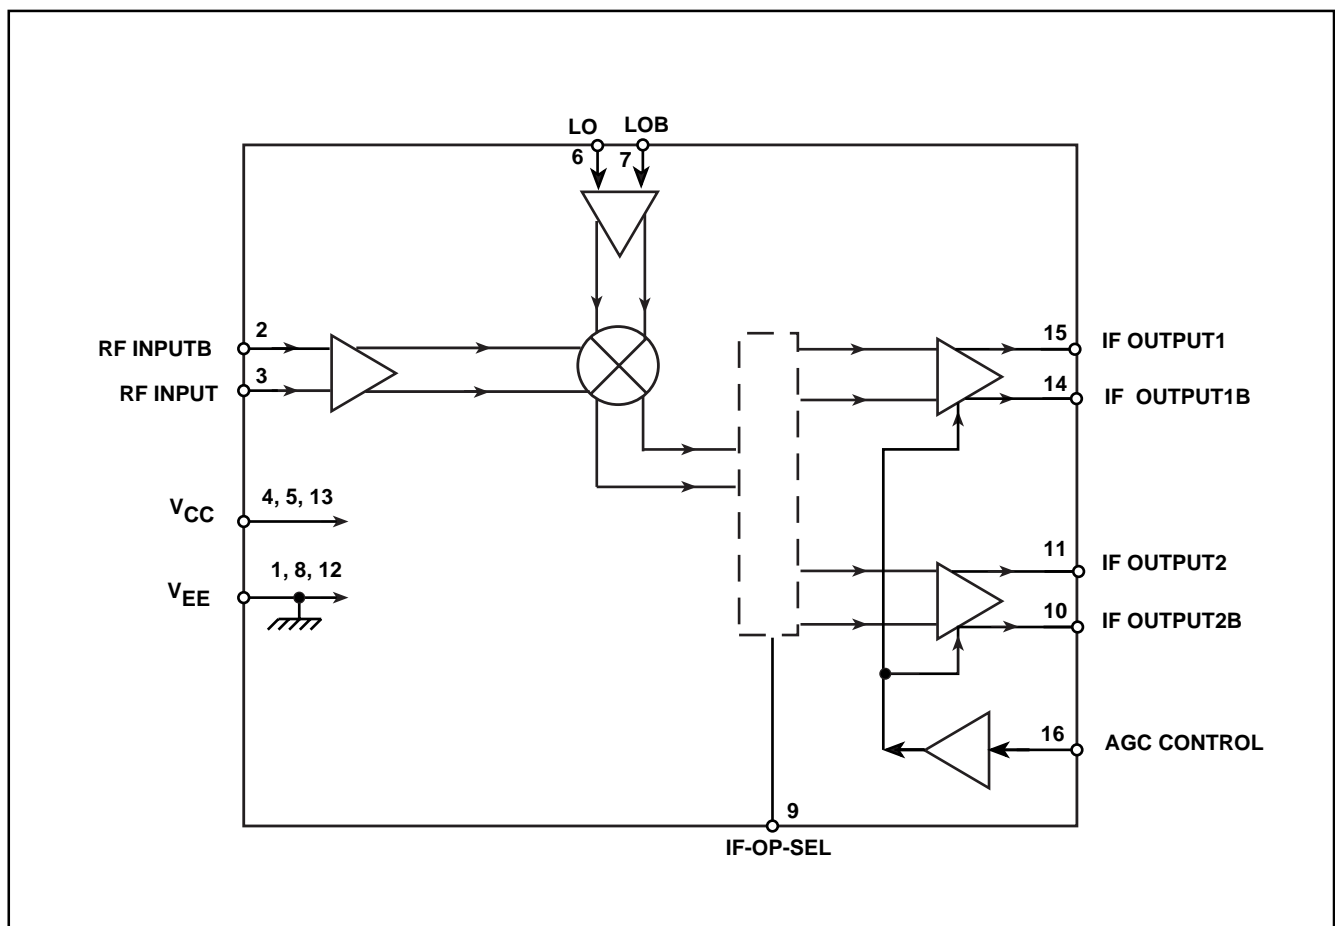 LO LOB
6 7
RF INPUTB 2
RF INPUT 3
15 IF OUTPUT1
14 IF OUTPUT1B
VCC 4, 5, 13
VEE 1, 8, 12
11 IF OUTPUT2
10 IF OUTPUT2B
16 AGC CONTROL
9
IF-OP-SEL